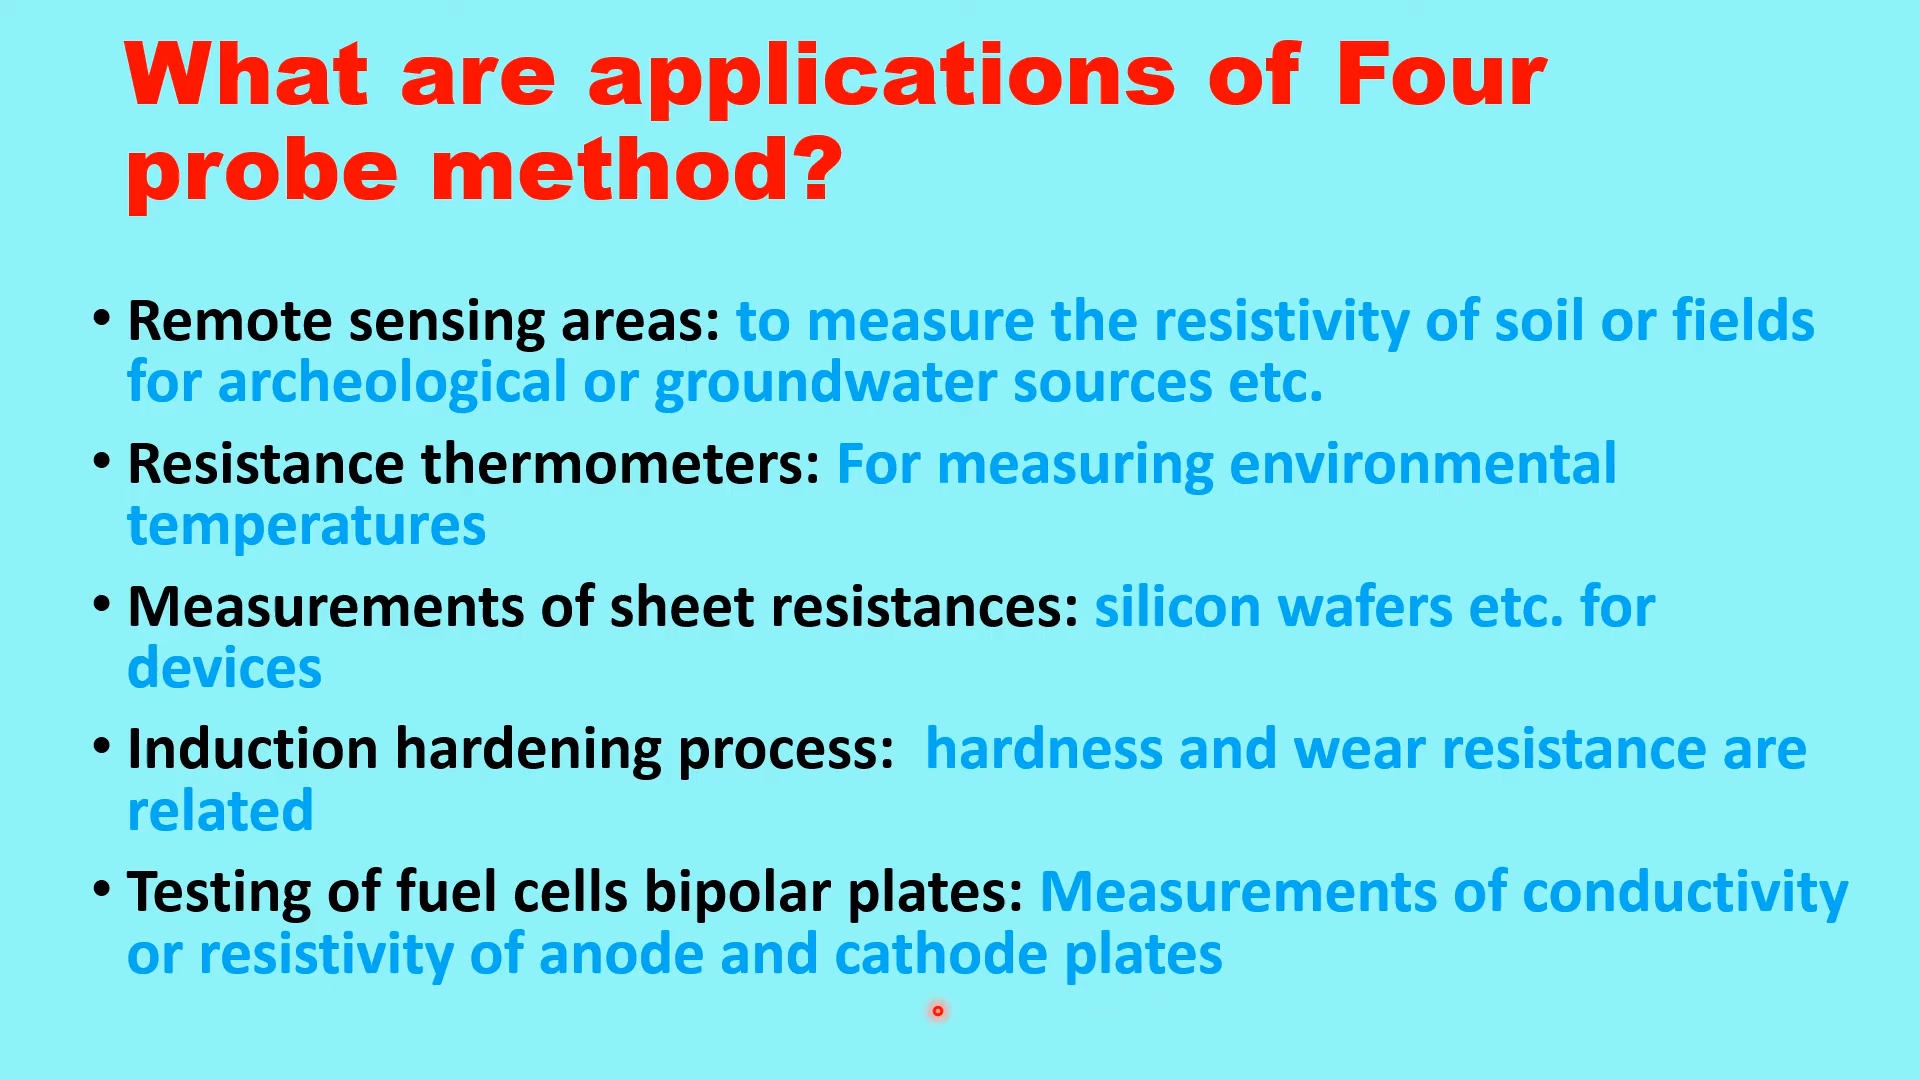 What are applications of Four
probe method?
• Remote sensing areas: to measure the resistivity of soil or fields
for archeological or groundwater sources etc.
• Resistance thermometers: For measuring environmental
temperatures
• Measurements of sheet resistances: silicon wafers etc. for
devices
• Induction hardening process:  hardness and wear resistance are
related
• Testing of fuel cells bipolar plates: Measurements of conductivity
or resistivity of anode and cathode plates